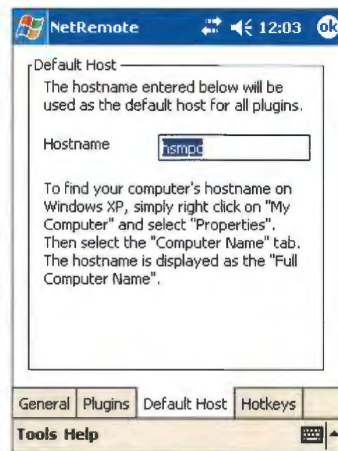 NetRemote 12:03 ok
Default Host
The hostname entered below will be
used as the default host for all plugins.
Hostname hsmpc
To find your computer's hostname on
Windows XP, simply right click on "My
Computer" and select "Properties".
Then select the "Computer Name" tab.
The hostname is displayed as the "Full
Computer Name".
General Plugins Default Host Hotkeys
Tools Help